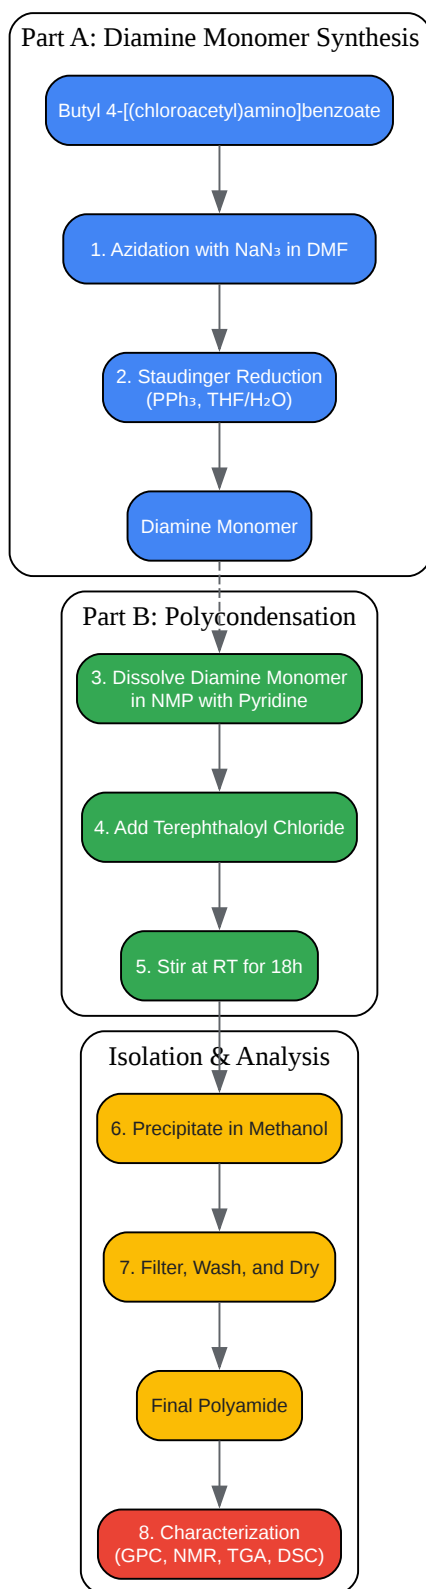 Part A: Diamine Monomer Synthesis
Butyl 4-[(chloroacetyl)amino]benzoate
1. Azidation with NaN₃ in DMF
2. Staudinger Reduction
(PPh₃, THF/H₂O)
Diamine Monomer
Part B: Polycondensation
3. Dissolve Diamine Monomer
in NMP with Pyridine
4. Add Terephthaloyl Chloride
5. Stir at RT for 18h
Isolation & Analysis
6. Precipitate in Methanol
7. Filter, Wash, and Dry
Final Polyamide
8. Characterization
(GPC, NMR, TGA, DSC)